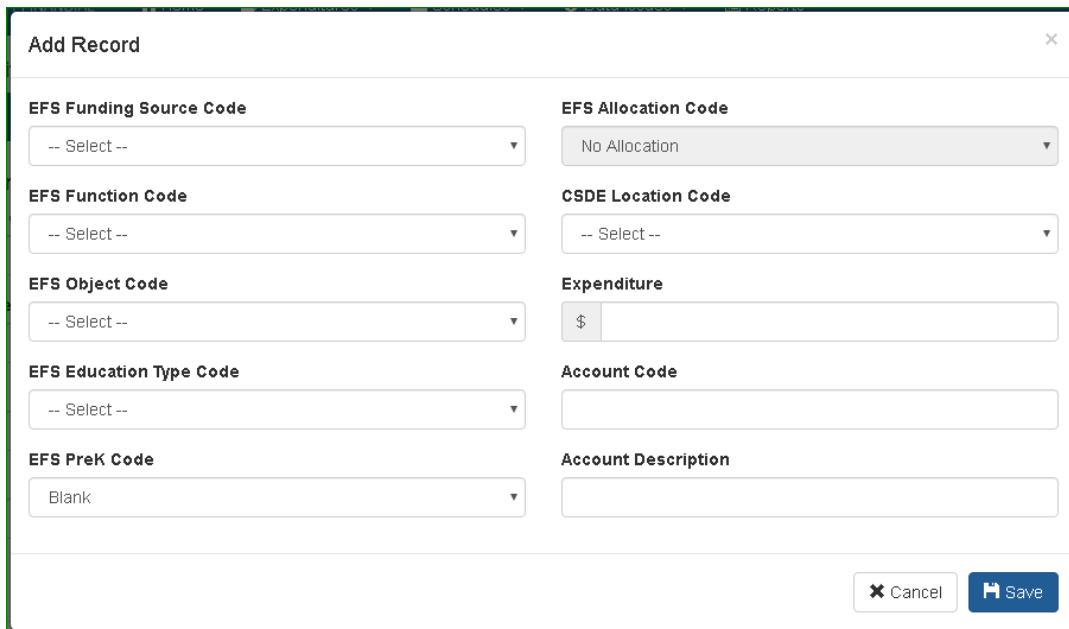 Add Record ×
EFS Funding Source Code
-- Select --
EFS Allocation Code
No Allocation
EFS Function Code
-- Select --
CSDE Location Code
-- Select --
EFS Object Code
-- Select --
Expenditure
$
EFS Education Type Code
-- Select --
Account Code
EFS PreK Code
Blank
Account Description
Cancel
Save